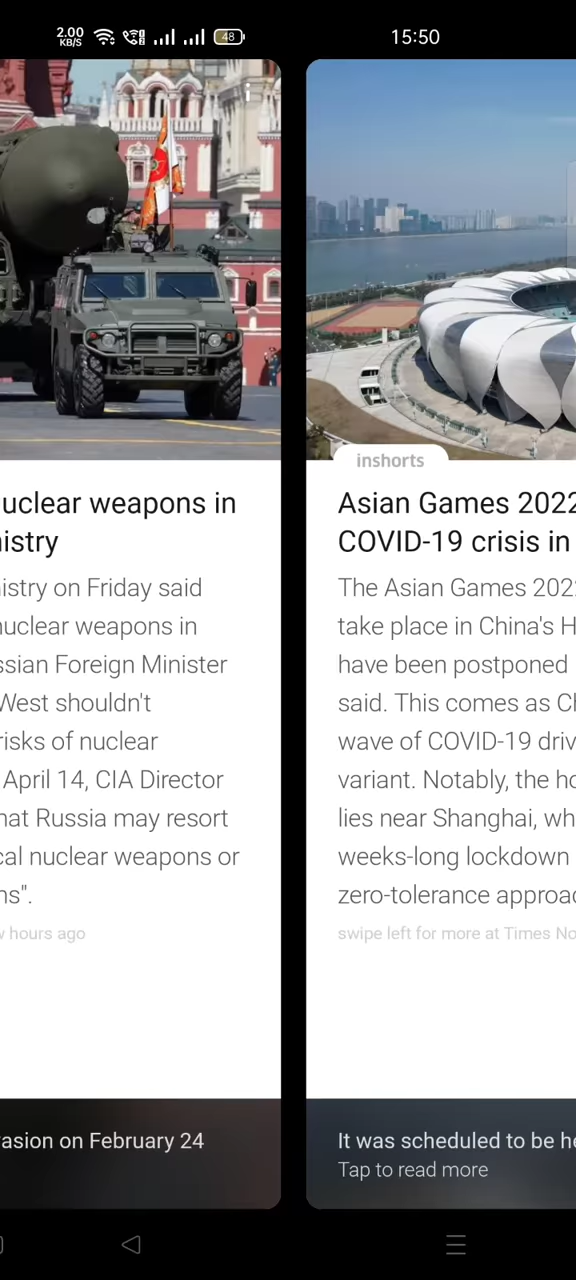 2.00
KB/S
48
15:50
uclear weapons in
istry
istry on Friday said
nuclear weapons in
ssian Foreign Minister
West shouldn't
risks of nuclear
April 14, CIA Director
hat Russia may resort
cal nuclear weapons or
ns".
w hours ago
vasion on February 24
inshorts
Asian Games 2022
COVID-19 crisis in
The Asian Games 202
take place in China's H
have been postponed
said. This comes as Ch
wave of COVID-19 driv
variant. Notably, the ho
lies near Shanghai, wh
weeks-long lockdown
zero-tolerance approac
swipe left for more at Times No
It was scheduled to be he
Tap to read more